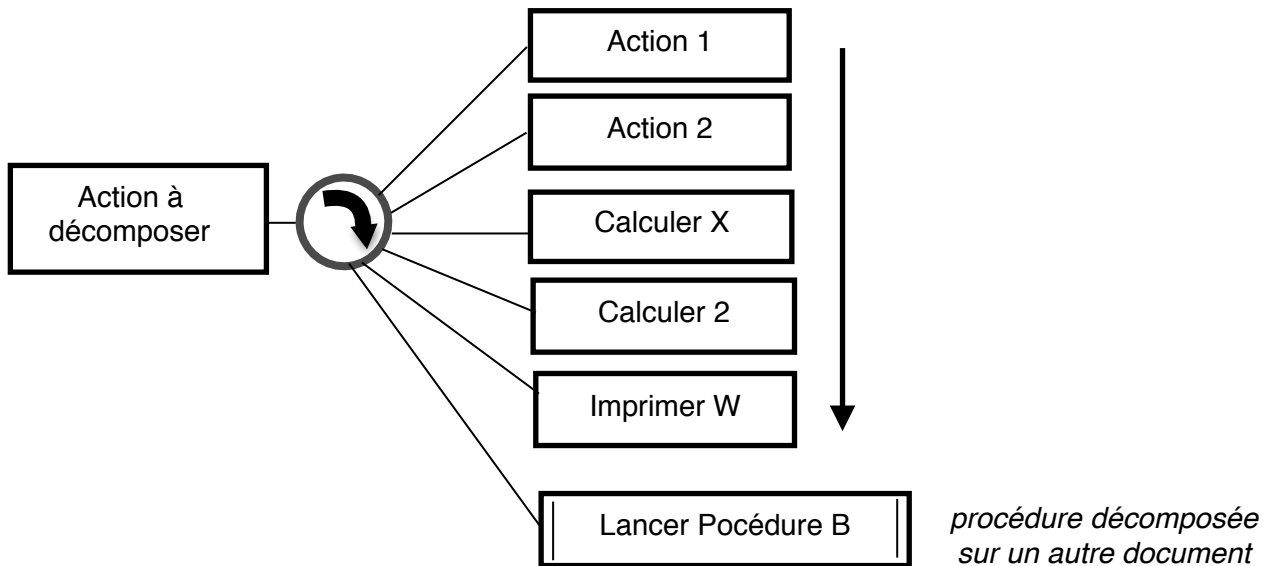 Action 1
Action 2
Action à
décomposer
Calculer X
Calculer 2
Imprimer W
Lancer Pocédure B
procédure décomposée
sur un autre document